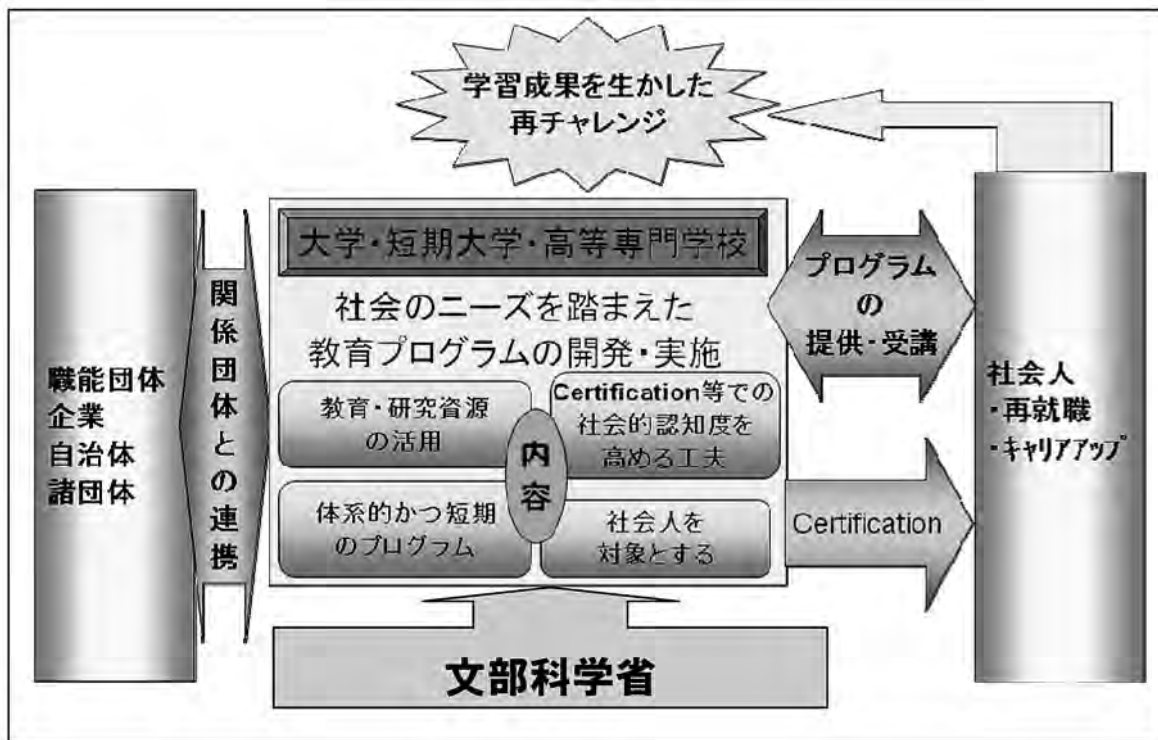 学習成果を生かした
再チャレンジ
大学・短期大学・高等専門学校
社会のニーズを踏まえた
教育プログラムの開発・実施
教育・研究資源
の活用
Certification等での
社会的認知度を
高める工夫
内容
体系的かつ短期
のプログラム
社会人を
対象とする
職能団体
企業
自治体
諸団体
関係団体との連携
プログラム
の
提供・受講
Certification
社会人
・再就職
・キャリアアップ
文部科学省